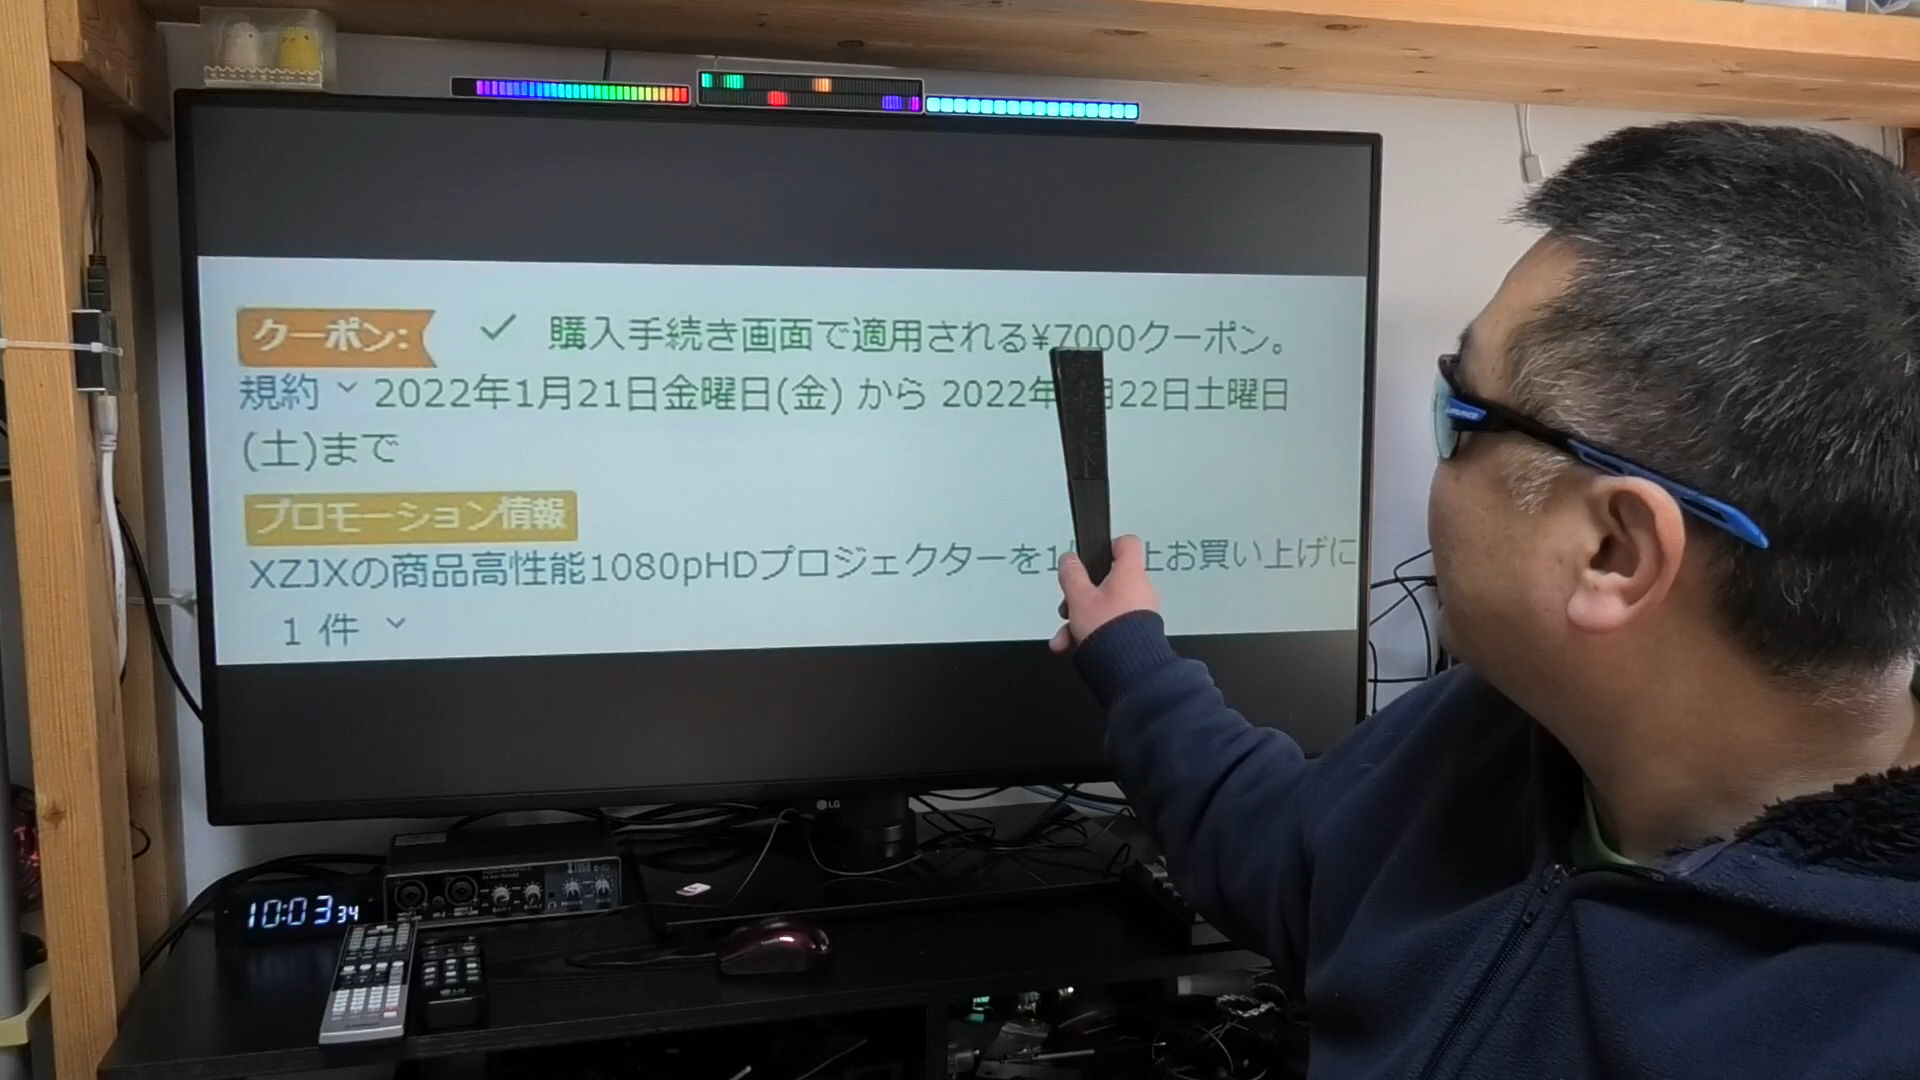 クーポン: ✓ 購入手続き画面で適用される¥7000クーポン。
規約 ˅ 2022年1月21日金曜日(金) から 2022年 月22日土曜日
(土)まで
プロモーション情報
XZJXの商品高性能1080pHDプロジェクターを1 上お買い上げに
1 件 ˅
LG
10:03 34